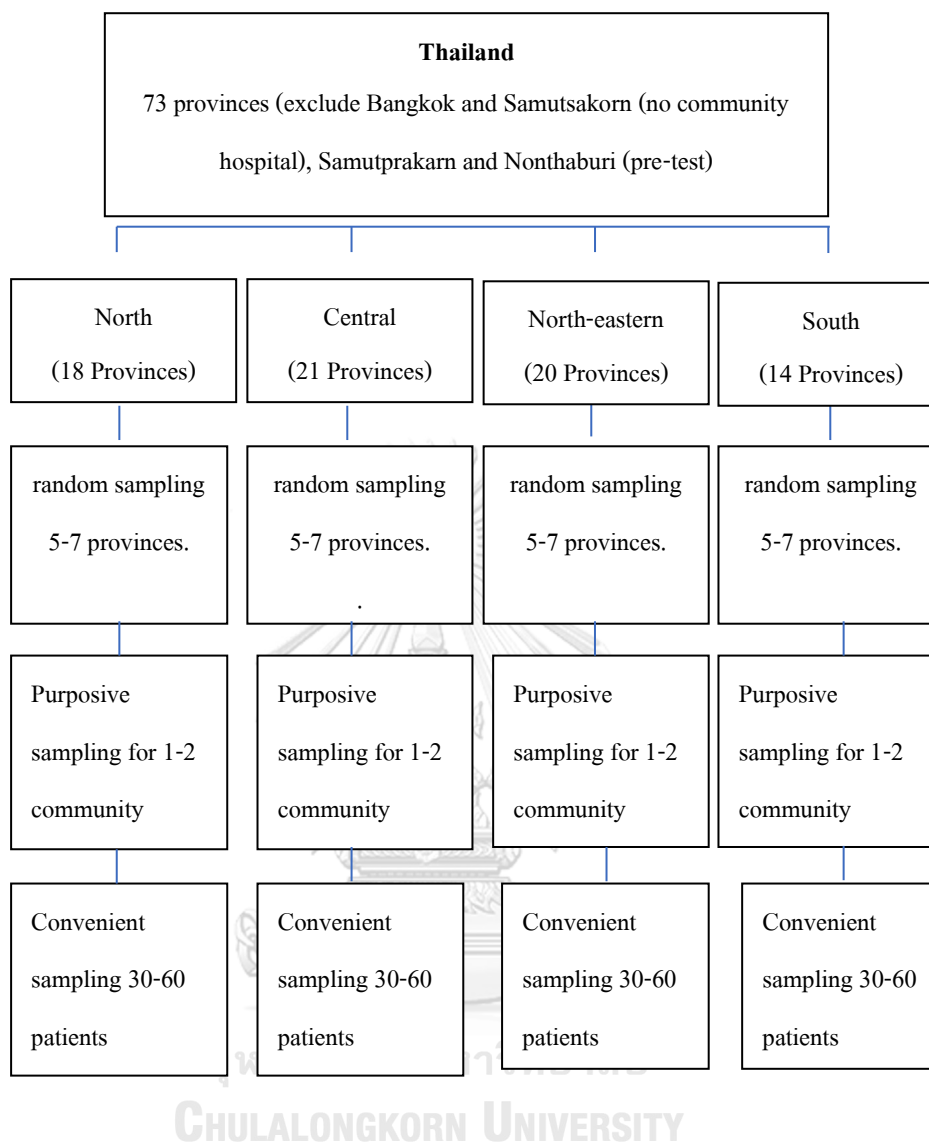 Thailand
73 provinces (exclude Bangkok and Samutsakorn (no community
hospital), Samutprakarn and Nonthaburi (pre-test)
North
(18 Provinces)
Central
(21 Provinces)
North-eastern
(20 Provinces)
South
(14 Provinces)
random sampling
5-7 provinces.
random sampling
5-7 provinces.
.
random sampling
5-7 provinces.
random sampling
5-7 provinces.
Purposive
sampling for 1-2
community
Purposive
sampling for 1-2
community
Purposive
sampling for 1-2
community
Purposive
sampling for 1-2
community
Convenient
sampling 30-60
patients
Convenient
sampling 30-60
patients
Convenient
sampling 30-60
patients
Convenient
sampling 30-60
patients
CHULALONGKORN UNIVERSITY